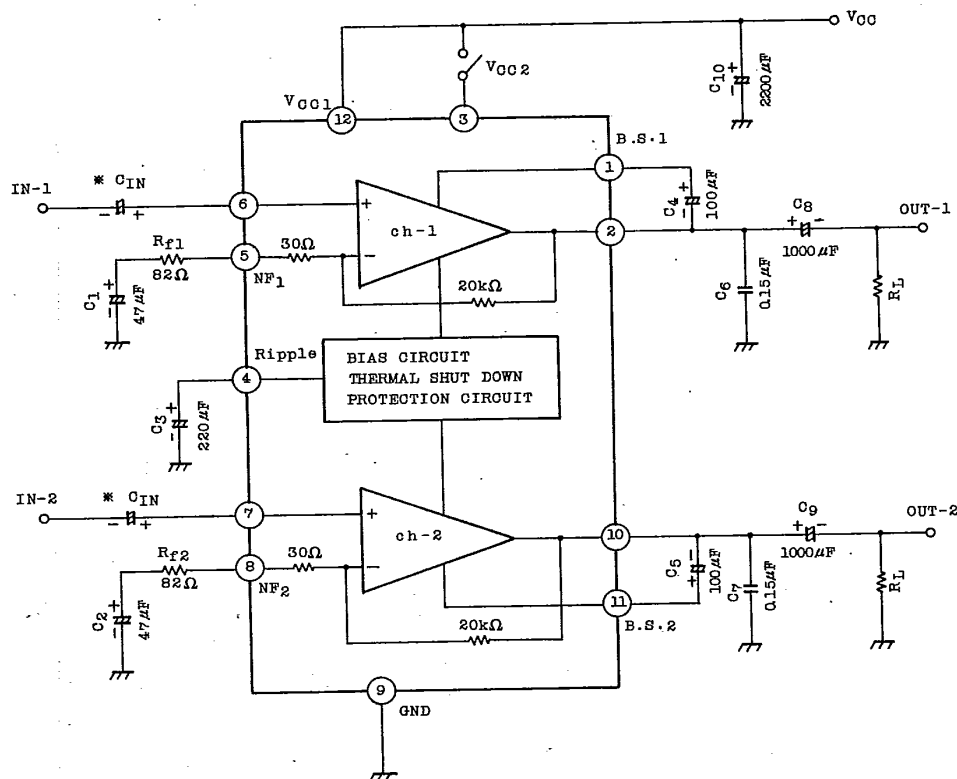 VCC
VCC2
C10
2200µF
VCC1
12
3
B.S.1
1
IN-1
* CIN
6
+
ch-1
C4
100µF
2
C8
1000µF
OUT-1
Rf1
82Ω
5
NF1
30Ω
-
20kΩ
C1
47µF
C6
0.15µF
RL
Ripple
4
BIAS CIRCUIT
THERMAL SHUT DOWN
PROTECTION CIRCUIT
C3
220µF
IN-2
* CIN
7
+
ch-2
10
C9
1000µF
OUT-2
Rf2
82Ω
8
NF2
30Ω
-
C5
100µF
C7
0.15µF
RL
11
B.S.2
20kΩ
C2
47µF
9
GND